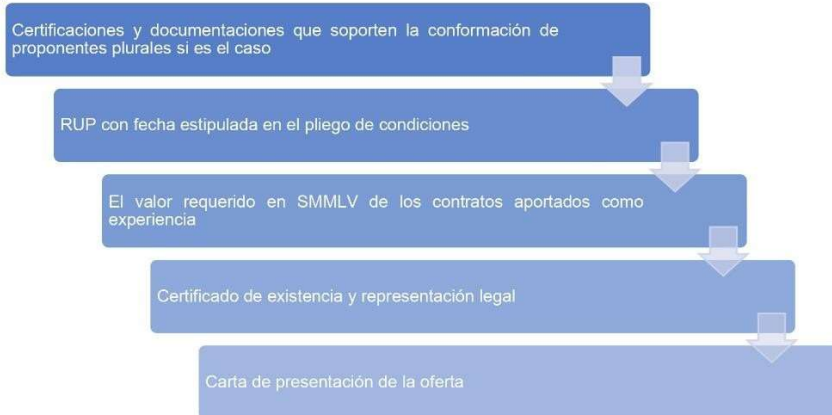 Certificaciones y documentaciones que soporten la conformación de
proponentes plurales si es el caso
RUP con fecha estipulada en el pliego de condiciones
El valor requerido en SMMLV de los contratos aportados como
experiencia
Certificado de existencia y representación legal
Carta de presentación de la oferta